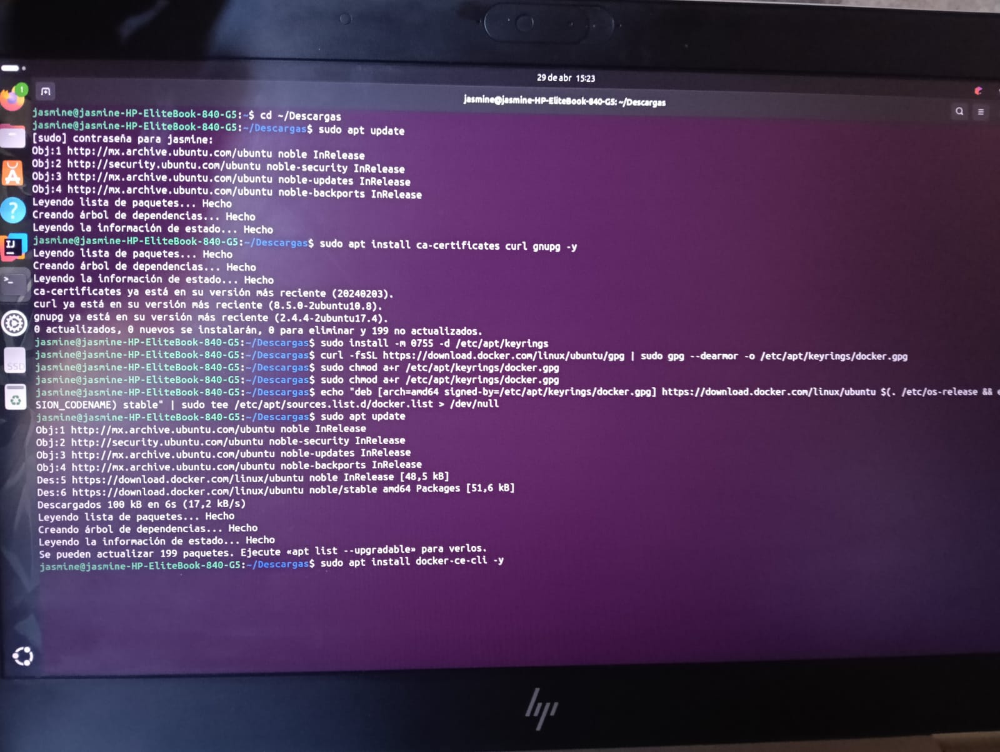 29 de abr 15:23
1
jasmine@jasmine-HP-EliteBook-840-G5: ~/Descargas
jasmine@jasmine-HP-EliteBook-840-G5:~$ cd ~/Descargas
jasmine@jasmine-HP-EliteBook-840-G5:~/Descargas$ sudo apt update
[sudo] contraseña para jasmine:
Obj:1 http://mx.archive.ubuntu.com/ubuntu noble InRelease
Obj:2 http://security.ubuntu.com/ubuntu noble-security InRelease
Obj:3 http://mx.archive.ubuntu.com/ubuntu noble-updates InRelease
Obj:4 http://mx.archive.ubuntu.com/ubuntu noble-backports InRelease
Leyendo lista de paquetes... Hecho
Creando árbol de dependencias... Hecho
Leyendo la información de estado... Hecho
jasmine@jasmine-HP-EliteBook-840-G5:~/Descargas$ sudo apt install ca-certificates curl gnupg -y
Leyendo lista de paquetes... Hecho
Creando árbol de dependencias... Hecho
Leyendo la información de estado... Hecho
ca-certificates ya está en su versión más reciente (20240203).
curl ya está en su versión más reciente (8.5.0-2ubuntu10.8).
gnupg ya está en su versión más reciente (2.4.4-2ubuntu17.4).
0 actualizados, 0 nuevos se instalarán, 0 para eliminar y 199 no actualizados.
jasmine@jasmine-HP-EliteBook-840-G5:~/Descargas$ sudo install -m 0755 -d /etc/apt/keyrings
jasmine@jasmine-HP-EliteBook-840-G5:~/Descargas$ curl -fsSL https://download.docker.com/linux/ubuntu/gpg | sudo gpg --dearmor -o /etc/apt/keyrings/docker.gpg
jasmine@jasmine-HP-EliteBook-840-G5:~/Descargas$ sudo chmod a+r /etc/apt/keyrings/docker.gpg
jasmine@jasmine-HP-EliteBook-840-G5:~/Descargas$ sudo chmod a+r /etc/apt/keyrings/docker.gpg
jasmine@jasmine-HP-EliteBook-840-G5:~/Descargas$ echo "deb [arch=amd64 signed-by=/etc/apt/keyrings/docker.gpg] https://download.docker.com/linux/ubuntu $(. /etc/os-release &&
SION_CODENAME) stable" | sudo tee /etc/apt/sources.list.d/docker.list > /dev/null
jasmine@jasmine-HP-EliteBook-840-G5:~/Descargas$ sudo apt update
Obj:1 http://mx.archive.ubuntu.com/ubuntu noble InRelease
Obj:2 http://security.ubuntu.com/ubuntu noble-security InRelease
Obj:3 http://mx.archive.ubuntu.com/ubuntu noble-updates InRelease
Obj:4 http://mx.archive.ubuntu.com/ubuntu noble-backports InRelease
Des:5 https://download.docker.com/linux/ubuntu noble InRelease [48,5 kB]
Des:6 https://download.docker.com/linux/ubuntu noble/stable amd64 Packages [51,6 kB]
Descargados 100 kB en 6s (17,2 kB/s)
Leyendo lista de paquetes... Hecho
Creando árbol de dependencias... Hecho
Leyendo la información de estado... Hecho
Se pueden actualizar 199 paquetes. Ejecute «apt list --upgradable» para verlos.
jasmine@jasmine-HP-EliteBook-840-G5:~/Descargas$ sudo apt install docker-ce-cli -y
?
IJ
>_
SSD
hp